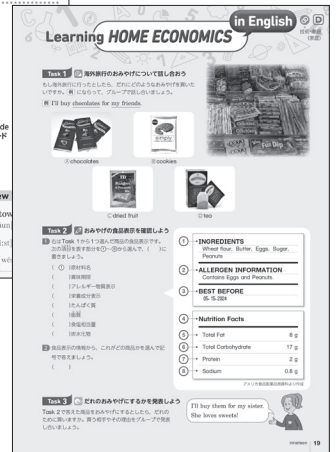 in English
技術・家庭
(家庭)
Learning HOME ECONOMICS
Task 1 海外旅行のおみやげについて話し合おう
もし海外旅行に行ったとしたら、だれにどのようなおみやげを買いた
いですか。例にならって、グループで話し合いましょう。
例 I'll buy chocolates for my friends.
Ⓐ chocolates
Ⓑ cookies
Ⓒ dried fruit
Ⓓ tea
Task 2 おみやげの食品表示を確認しよう
1 右はTask 1から1つ選んだ商品の食品表示です。
次の項目を表す部分を①〜⑧から選んで、( )に
書きましょう。
( ① )原材料名
( )賞味期限
( )アレルギー物質表示
( )栄養成分表示
( )たんぱく質
( )脂質
( )食塩相当量
( )炭水化物
2 食品表示の情報から、これがどの商品かを選んで記
号で答えましょう。
( )
① INGREDIENTS
Wheat flour, Butter, Eggs, Sugar,
Peanuts
② ALLERGEN INFORMATION
Contains Eggs and Peanuts.
③ BEST BEFORE
05. 15. 2024
④ Nutrition Facts
⑤ Total Fat 6 g
⑥ Total Carbohydrate 17 g
⑦ Protein 2 g
⑧ Sodium 0.8 g
Task 3 だれのおみやげにするかを発表しよう
Task 2で答えた商品をおみやげにするとしたら、だれの
ために買いますか。買う相手やその理由をグループで発表
し合いましょう。
I'll buy them for my sister.
She loves sweets!
nineteen 19